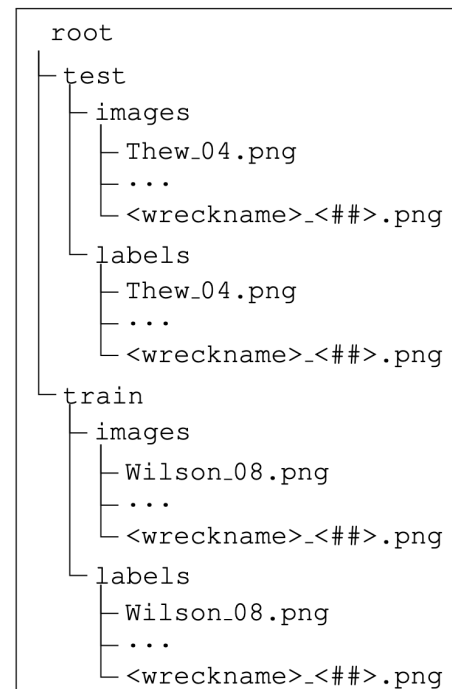 root
test
images
Thew_04.png
...
<wreckname>_<##>.png
labels
Thew_04.png
...
<wreckname>_<##>.png
train
images
Wilson_08.png
...
<wreckname>_<##>.png
labels
Wilson_08.png
...
<wreckname>_<##>.png